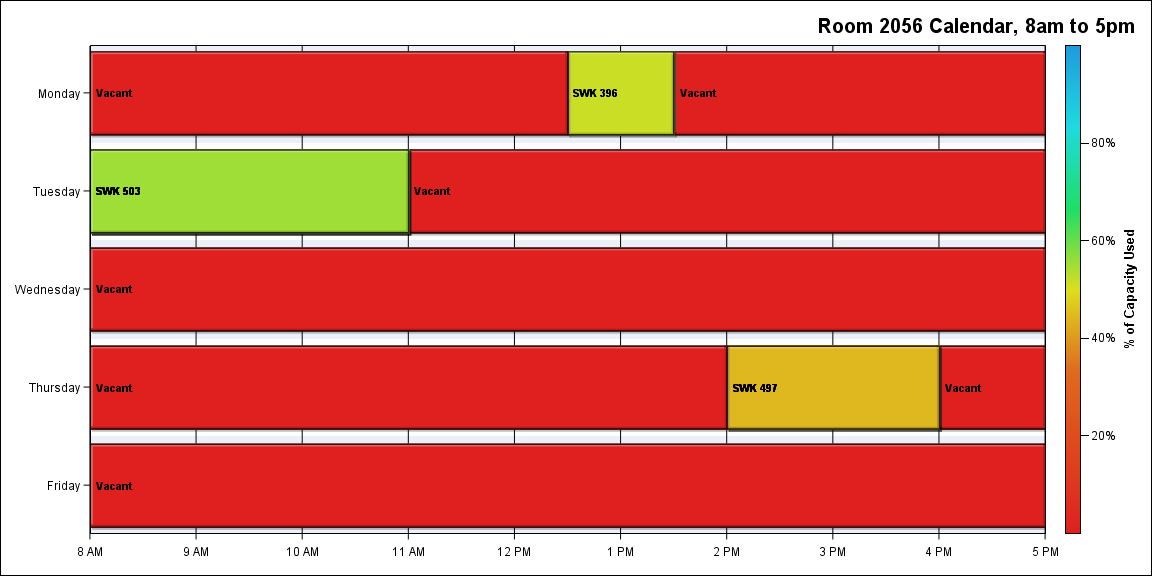 Room 2056 Calendar, 8am to 5pm
Monday
Vacant
SWK 396
Vacant
Tuesday
SWK 503
Vacant
Wednesday
Vacant
Thursday
Vacant
SWK 497
Vacant
Friday
Vacant
8 AM 9 AM 10 AM 11 AM 12 PM 1 PM 2 PM 3 PM 4 PM 5 PM
80%
60%
40%
20%
% of Capacity Used